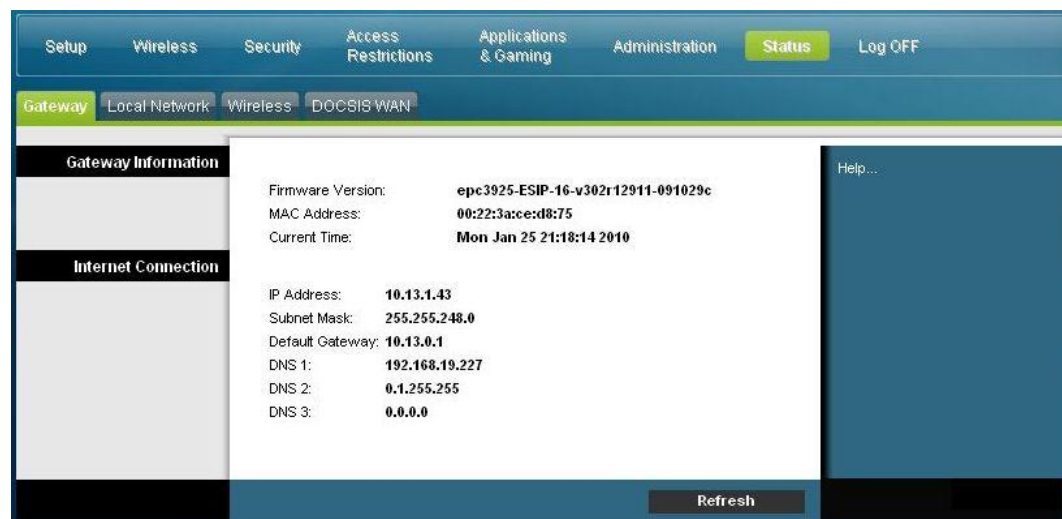 Setup Wireless Security Access Restrictions Applications & Gaming Administration Status Log OFF
Gateway Local Network Wireless DOCSIS WAN
Gateway Information
Help...
Firmware Version: epc3925-ESIP-16-v302r12911-091029c
MAC Address: 00:22:3a:ce:d8:75
Current Time: Mon Jan 25 21:18:14 2010
Internet Connection
IP Address: 10.13.1.43
Subnet Mask: 255.255.248.0
Default Gateway: 10.13.0.1
DNS 1: 192.168.19.227
DNS 2: 0.1.255.255
DNS 3: 0.0.0.0
Refresh